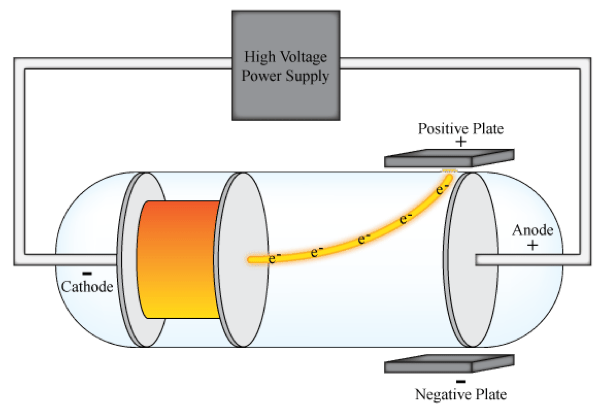 High Voltage
Power Supply
Positive Plate
+
e-
e-
e-
e-
e-
Anode
+
-
Cathode
-
Negative Plate